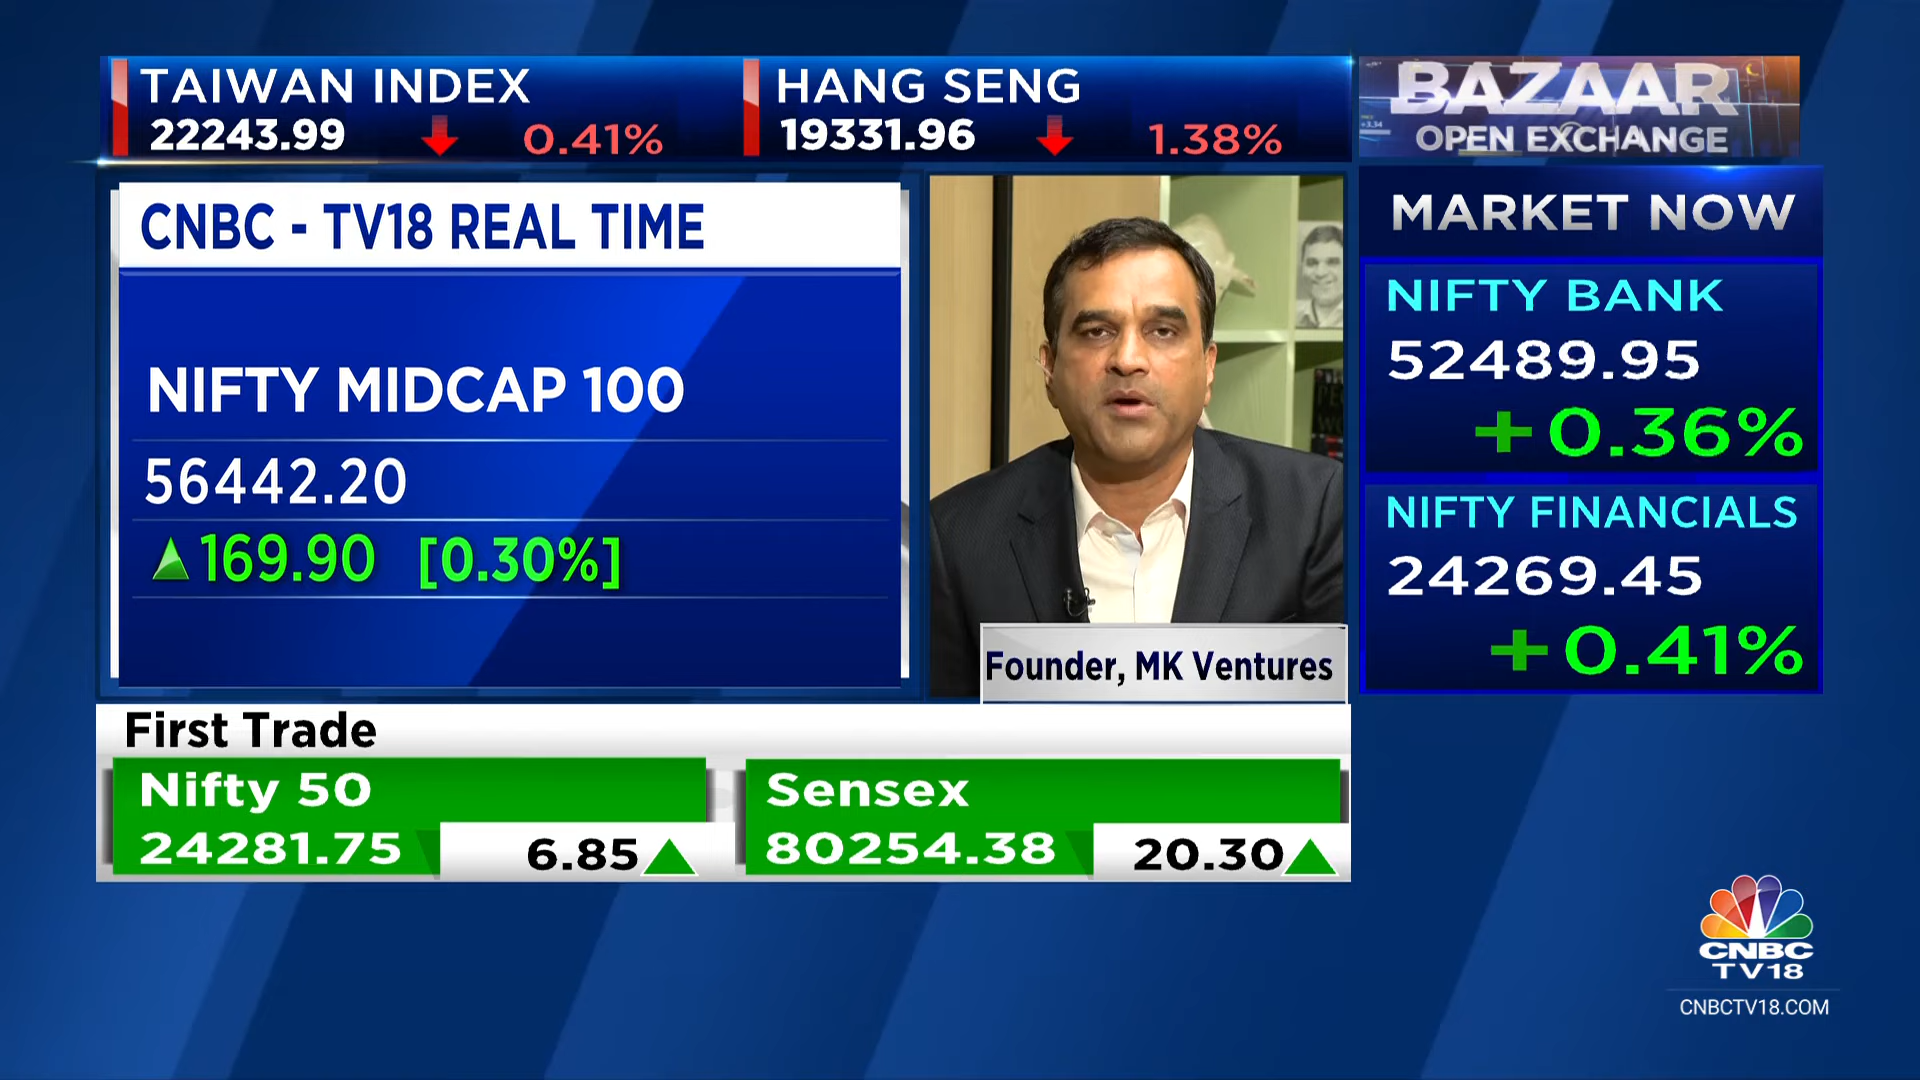 TAIWAN INDEX
22243.99 0.41%
HANG SENG
19331.96 1.38%
BAZAAR
OPEN EXCHANGE
CNBC - TV18 REAL TIME
NIFTY MIDCAP 100
56442.20
▲169.90 [0.30%]
Founder, MK Ventures
MARKET NOW
NIFTY BANK
52489.95
+0.36%
NIFTY FINANCIALS
24269.45
+0.41%
First Trade
Nifty 50
24281.75 6.85▲
Sensex
80254.38 20.30▲
CNBC
TV18
CNBCTV18.COM